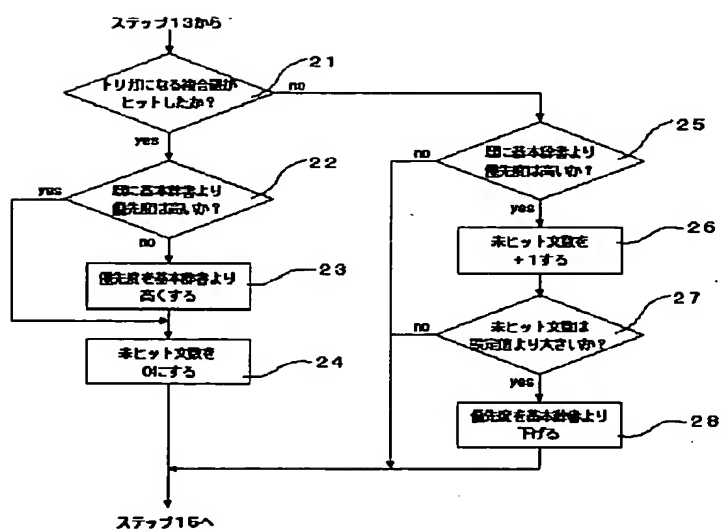 ステップ13から
トリガになる複合語が
ヒットしたか?
21
no
yes
既に基本辞書より
優先度は高いか?
22
yes
no
優先度を基本辞書より
高くする
23
未ヒット文数を
0にする
24
既に基本辞書より
優先度は高いか?
25
no
yes
未ヒット文数を
+1する
26
未ヒット文数は
設定値より大きいか?
27
no
yes
優先度を基本辞書より
下げる
28
ステップ15へ